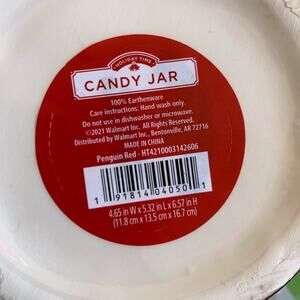 HOLIDAY TIME
CANDY JAR
100% Earthenware
Care instructions: Hand wash only.
Do not use in dishwasher or microwave.
©2021 Walmart Inc. All rights reserved.
Distributed by Walmart Inc., Bentonville, AR 72716
MADE IN CHINA
Penguin Red - HT4210003142606
1 91814 04050 1
4.65 in W x 5.32 in L x 6.57 in H
(11.8 cm x 13.5 cm x 16.7 cm)